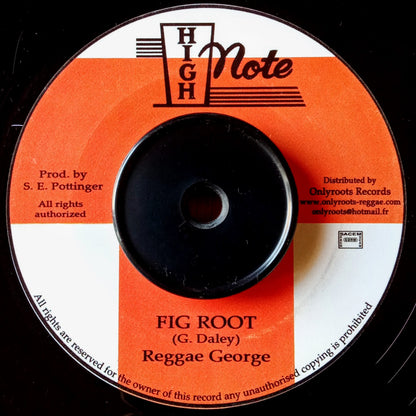 HIGH Note
Prod. by
S. E. Pottinger
All rights
authorized
Distributed by
Onlyroots Records
www.onlyroots-reggae.com
onlyroots@hotmail.fr
SACEM
FIG ROOT
(G. Daley)
Reggae George
All rights are reserved for the owner of this record any unauthorised copying is prohibited